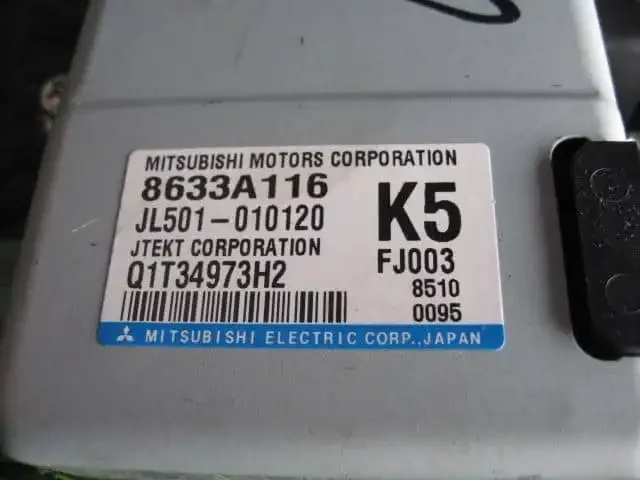 MITSUBISHI MOTORS CORPORATION
8633A116
JL501-010120
JTEKT CORPORATION
Q1T34973H2
K5
FJ003
8510
0095
MITSUBISHI ELECTRIC CORP.,JAPAN